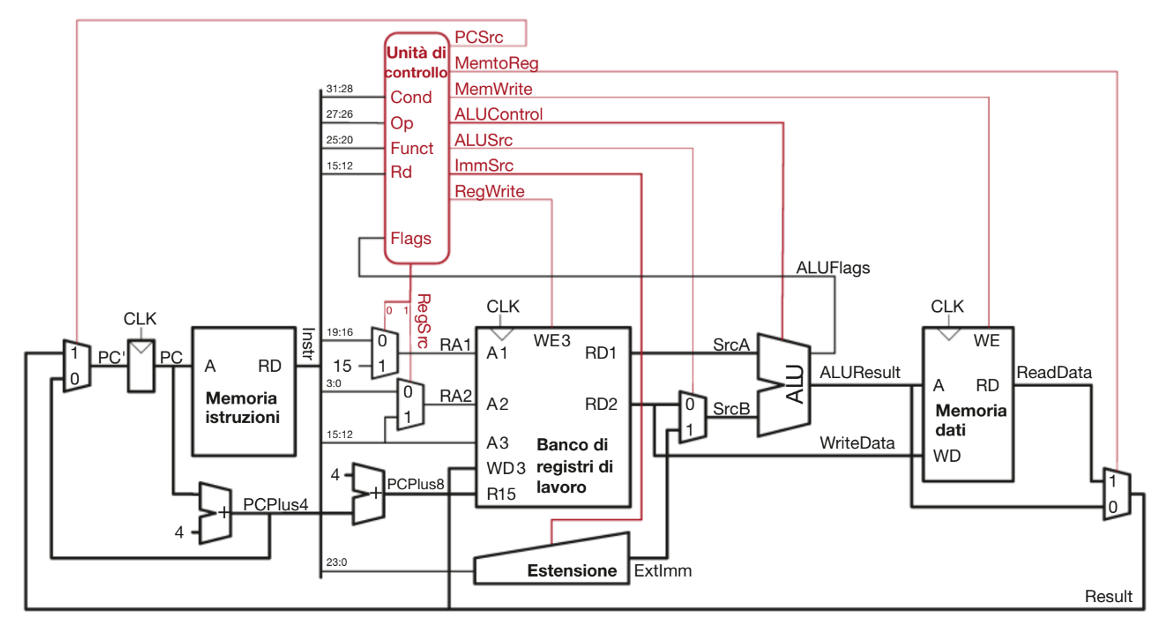 PCSrc
Unità di
controllo
MemtoReg
31:28
Cond
MemWrite
27:26
Op
ALUControl
25:20
Funct
ALUSrc
15:12
Rd
ImmSrc
RegWrite
Flags
ALUFlags
0 1
RegSrc
CLK
CLK
CLK
1
0
PC'
PC
A
RD
Memoria
istruzioni
Instr
19:16
0
15
1
RA1
3:0
0
1
RA2
15:12
A1
WE3
RD1
A2
RD2
A3
Banco di
registri di
lavoro
WD3
R15
SrcA
0
1
SrcB
ALU
ALUResult
WriteData
WE
A
RD
Memoria
dati
WD
ReadData
1
0
4
+
PCPlus8
PCPlus4
4
+
23:0
Estensione
ExtImm
Result